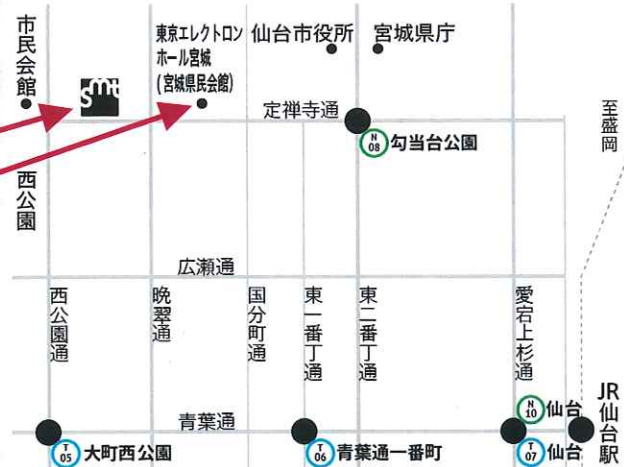 市民会館
smt
東京エレクトロン
ホール宮城
(宮城県民会館)
仙台市役所
宮城県庁
定禅寺通
N
08
勾当台公園
至盛岡
西公園
広瀬通
西公園通
晩翠通
国分町通
東一番丁通
東二番丁通
愛宕上杉通
青葉通
N
10
仙台
JR仙台駅
T
05
大町西公園
T
06
青葉通一番町
T
07
仙台